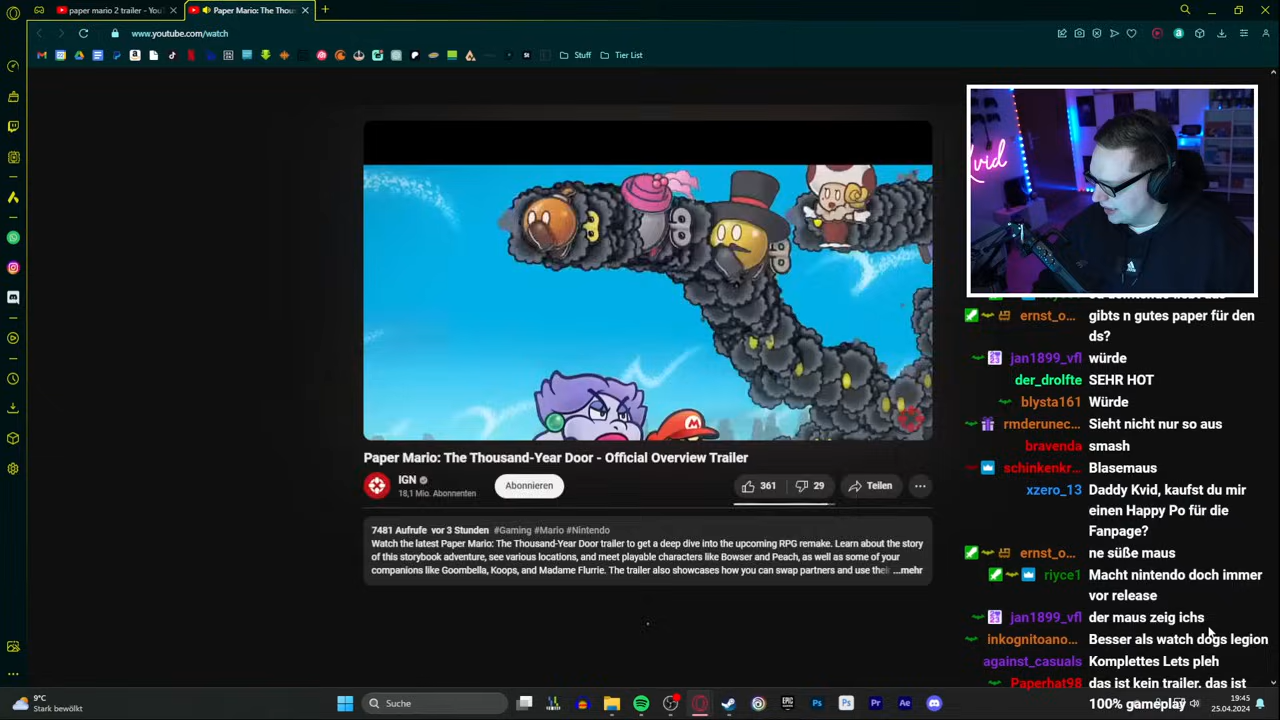 paper mario 2 trailer - You
Paper Mario: The Thous
www.youtube.com/watch
Stuff
Tier List
Kvid
gibts n gutes paper für den
ds?
ernst_o...
jan1899_vfl würde
der_drolfte SEHR HOT
blysta161 Würde
rmderunec... Sieht nicht nur so aus
bravenda smash
schinkenkr... Blasemaus
xzero_13 Daddy Kvid, kaufst du mir
einen Happy Po für die
Fanpage?
ernst_o... ne süße maus
riyce1 Macht nintendo doch immer
vor release
jan1899_vfl der maus zeig ichs
inkognitoano... Besser als watch dogs legion
against_casuals Komplettes Lets pleh
Paperhat98 das ist kein trailer. das ist
100% gameplay
Paper Mario: The Thousand-Year Door - Official Overview Trailer
IGN
18,1 Mio. Abonnenten
Abonnieren
361
29
Teilen
7481 Aufrufe vor 3 Stunden #Gaming #Mario #Nintendo
Watch the latest Paper Mario: The Thousand-Year Door trailer to get a deep dive into the upcoming RPG remake. Learn about the story
of this storybook adventure, see various locations, and meet playable characters like Bowser and Peach, as well as some of your
companions like Goombella, Koops, and Madame Flurrie. The trailer also showcases how you can swap partners and use their ...mehr
9°C
Stark bewölkt
Suche
19:45
25.04.2024